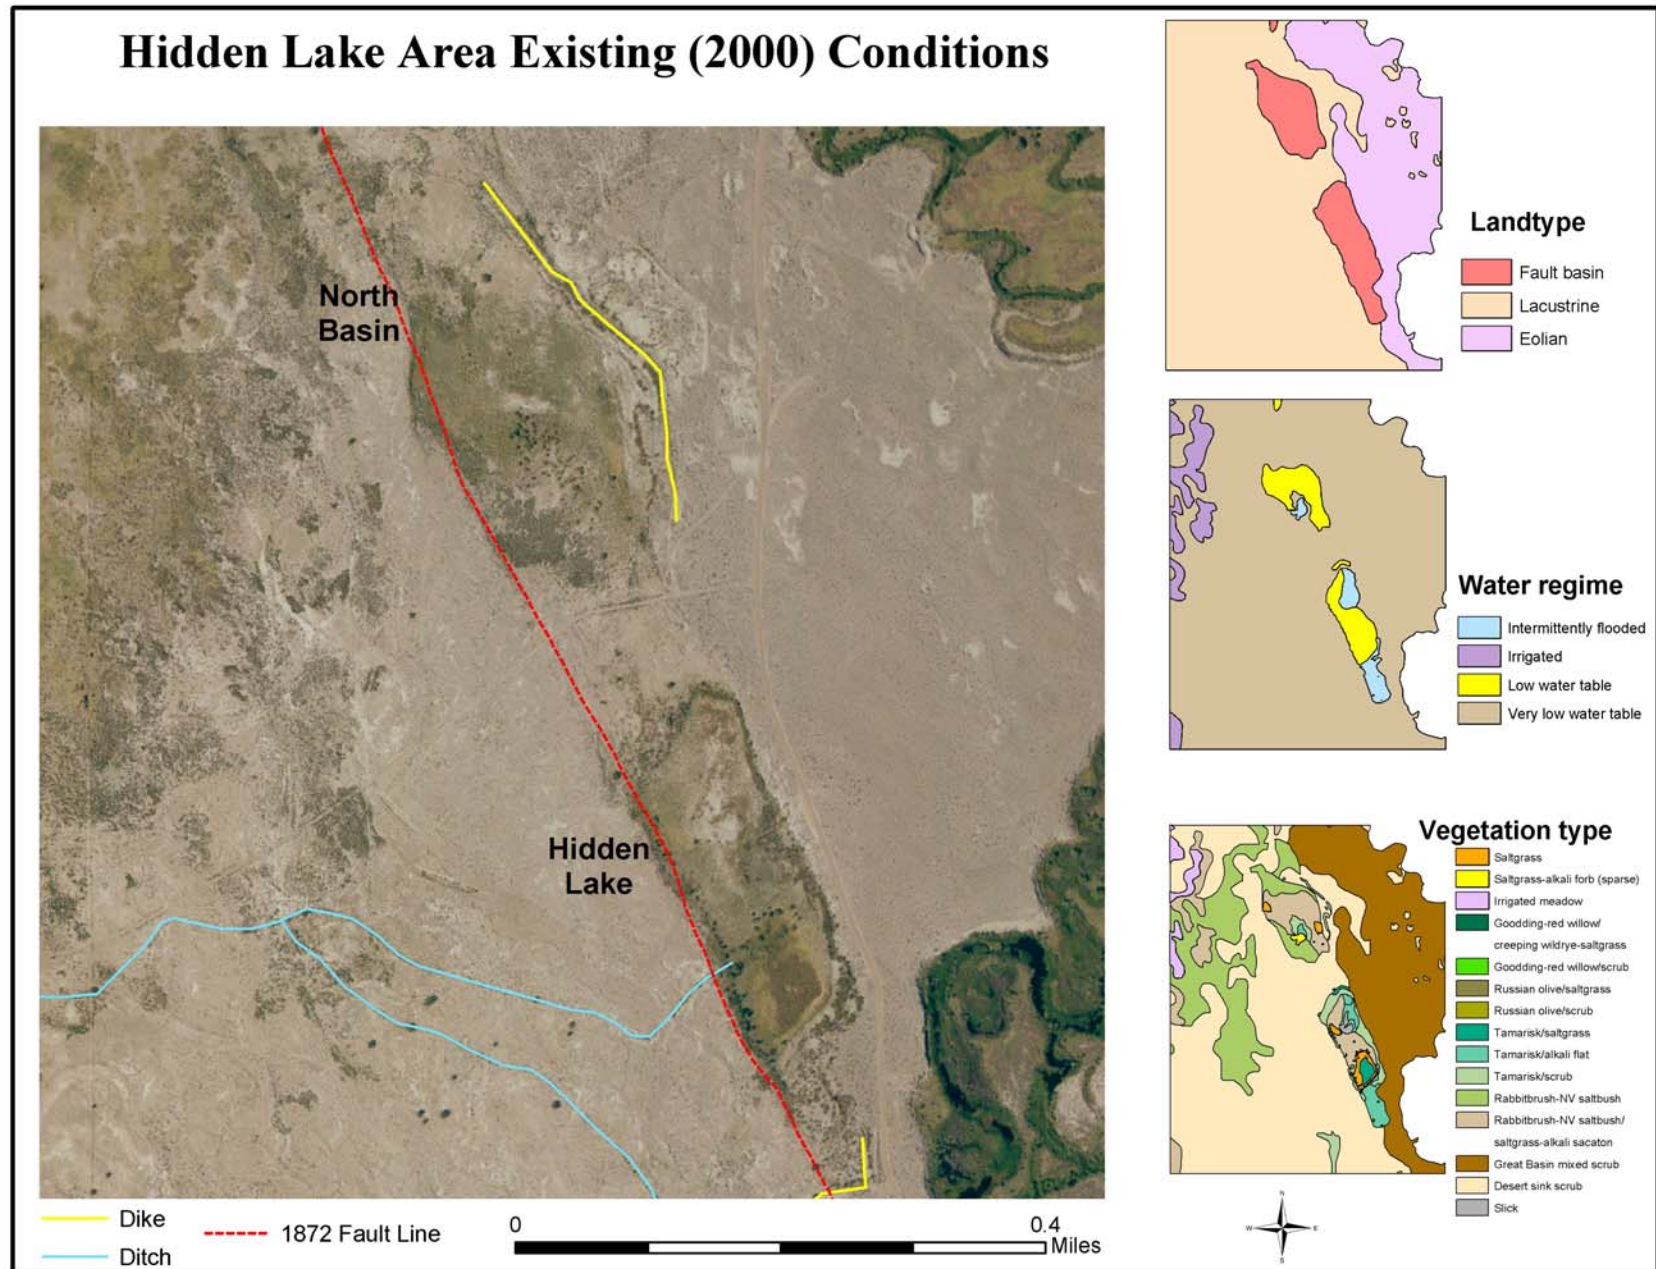 Hidden Lake Area Existing (2000) Conditions
North
Basin
Hidden
Lake
Dike
Ditch
1872 Fault Line
0
0.4
Miles
Landtype
Fault basin
Lacustrine
Eolian
Water regime
Intermittently flooded
Irrigated
Low water table
Very low water table
Vegetation type
Saltgrass
Saltgrass-alkali forb (sparse)
Irrigated meadow
Goodding-red willow/
creeping wildrye-saltgrass
Goodding-red willow/scrub
Russian olive/saltgrass
Russian olive/scrub
Tamarisk/saltgrass
Tamarisk/alkali flat
Tamarisk/scrub
Rabbitbrush-NV saltbush
Rabbitbrush-NV saltbush/
saltgrass-alkali sacaton
Great Basin mixed scrub
Desert sink scrub
Slick
N
W
E
S